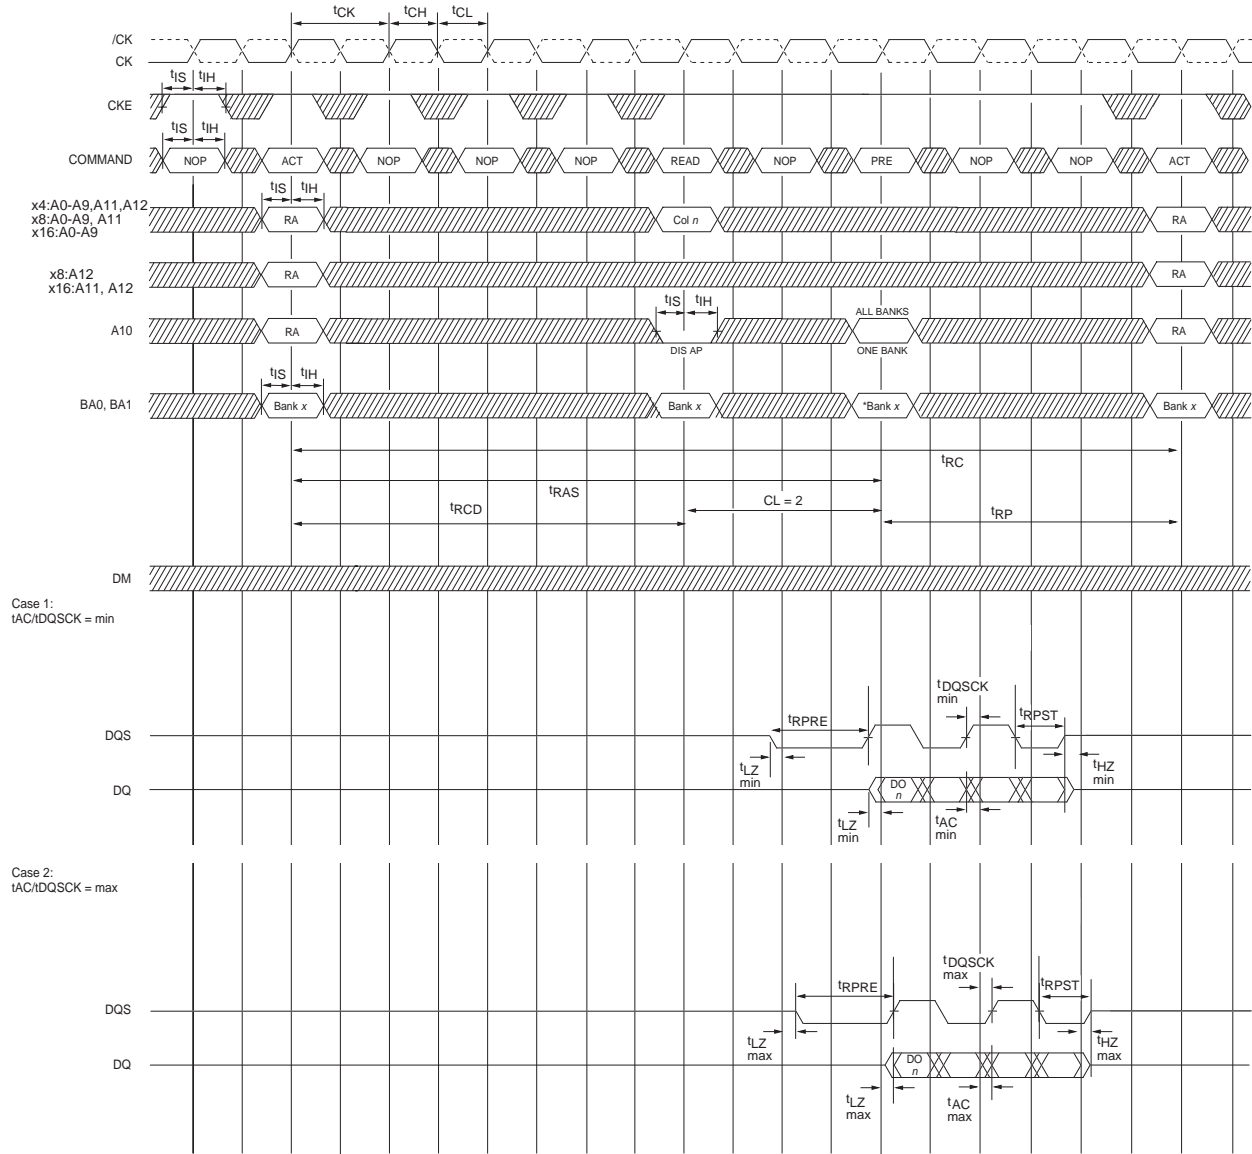 tCK tCH tCL
/CK
CK
tIS tIH
CKE
tIS tIH
COMMAND NOP ACT NOP NOP NOP READ NOP PRE NOP NOP ACT
tIS tIH
x4:A0-A9,A11,A12
x8:A0-A9, A11
x16:A0-A9
RA Col n RA
x8:A12
x16:A11, A12
RA RA
tIS tIH
ALL BANKS
A10 RA RA
DIS AP ONE BANK
tIS tIH
BA0, BA1 Bank x Bank x *Bank x Bank x
tRC
tRAS
CL = 2
tRCD
tRP
DM
Case 1:
tAC/tDQSCK = min
tDQSCK
min
tRPRE
tRPST
DQS
tLZ
min
tHZ
min
DQ
DO
n
tLZ
min
tAC
min
Case 2:
tAC/tDQSCK = max
tDQSCK
max
tRPRE
tRPST
DQS
tLZ
max
tHZ
max
DQ
DO
n
tLZ
max
tAC
max